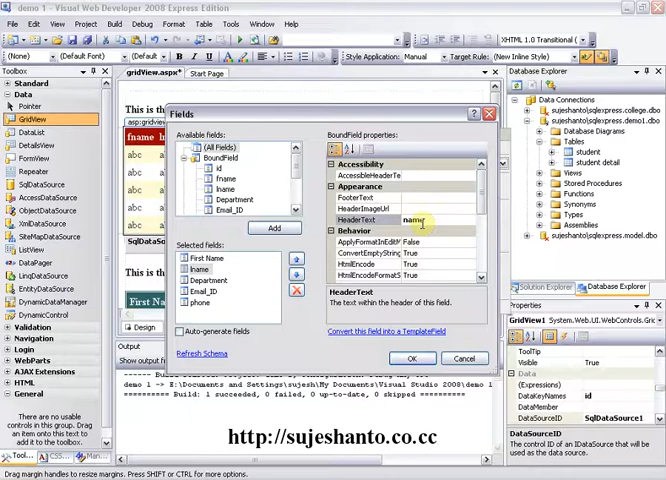 demo 1 - Visual Web Developer 2008 Express Edition
File Edit View Project Build Debug Format Table Tools Window Help
XHTML 1.0 Transitional (
(None) (None) (Default) Style Application: Manual Target Rule: (New Inline Style)
Toolbox
Standard
Data
Pointer
GridView
DataList
DetailsView
FormView
Repeater
SqlDataSource
AccessDataSource
ObjectDataSource
XmlDataSource
SiteMapDataSource
ListView
DataPager
LinqDataSource
EntityDataSource
DynamicDataManager
DynamicControl
Validation
Navigation
Login
WebParts
AJAX Extensions
HTML
General
There are no usable controls in this group. Drag an item onto this text to add it to the toolbox.
Tool... CSS... Man...
gridView.aspx* Start Page
This is th
asp:gridview
fname
abc
abc
abc
abc
abc
SqlDataSou
This is th
First
Design
Output
Show output from
Fields
Available fields:
(All Fields)
BoundField
id
fname
lname
Department
Email_ID
Add
Selected fields:
First Name
lname
Department
Email_ID
phone
Auto-generate fields
Refresh Schema
BoundField properties:
Accessibility
AccessibleHeaderTe
Appearance
FooterText
HeaderImageUrl
HeaderText name
Behavior
ApplyFormatInEditM False
ConvertEmptyString True
HtmlEncode True
HtmlEncodeFormatS True
HeaderText
The text within the header of this field.
Convert this field into a TemplateField
OK Cancel
demo 1 -> E:\Documents and Settings\sujesh\My Documents\Visual Studio 2008\demo 1
========== Build: 1 succeeded, 0 failed, 0 up-to-date, 0 skipped ==========
http://sujeshanto.co.cc
Database Explorer
Data Connections
sujeshanto\sqlexpress.college.dbo
sujeshanto\sqlexpress.demo1.dbo
Database Diagrams
Tables
student
student detail
Views
Stored Procedures
Functions
Synonyms
Types
Assemblies
sujeshanto\sqlexpress.model.dbo
Solution Explorer Database Explorer
Properties
GridView1 System.Web.UI.WebControls.GridView
ToolTip
Visible True
Data
(Expressions)
DataKeyNames id
DataMember
DataSourceID SqlDataSource1
DataSourceID
The control ID of an IDataSource that will be used as the data source.
Drag margin handles to resize margins. Press SHIFT or CTRL for more options.